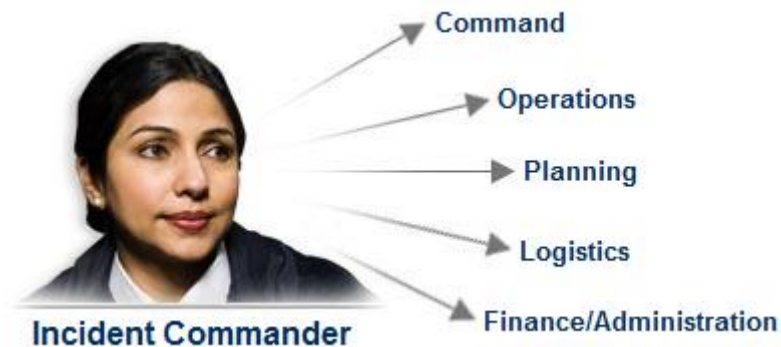 Command
Operations
Planning
Logistics
Finance/Administration
Incident Commander